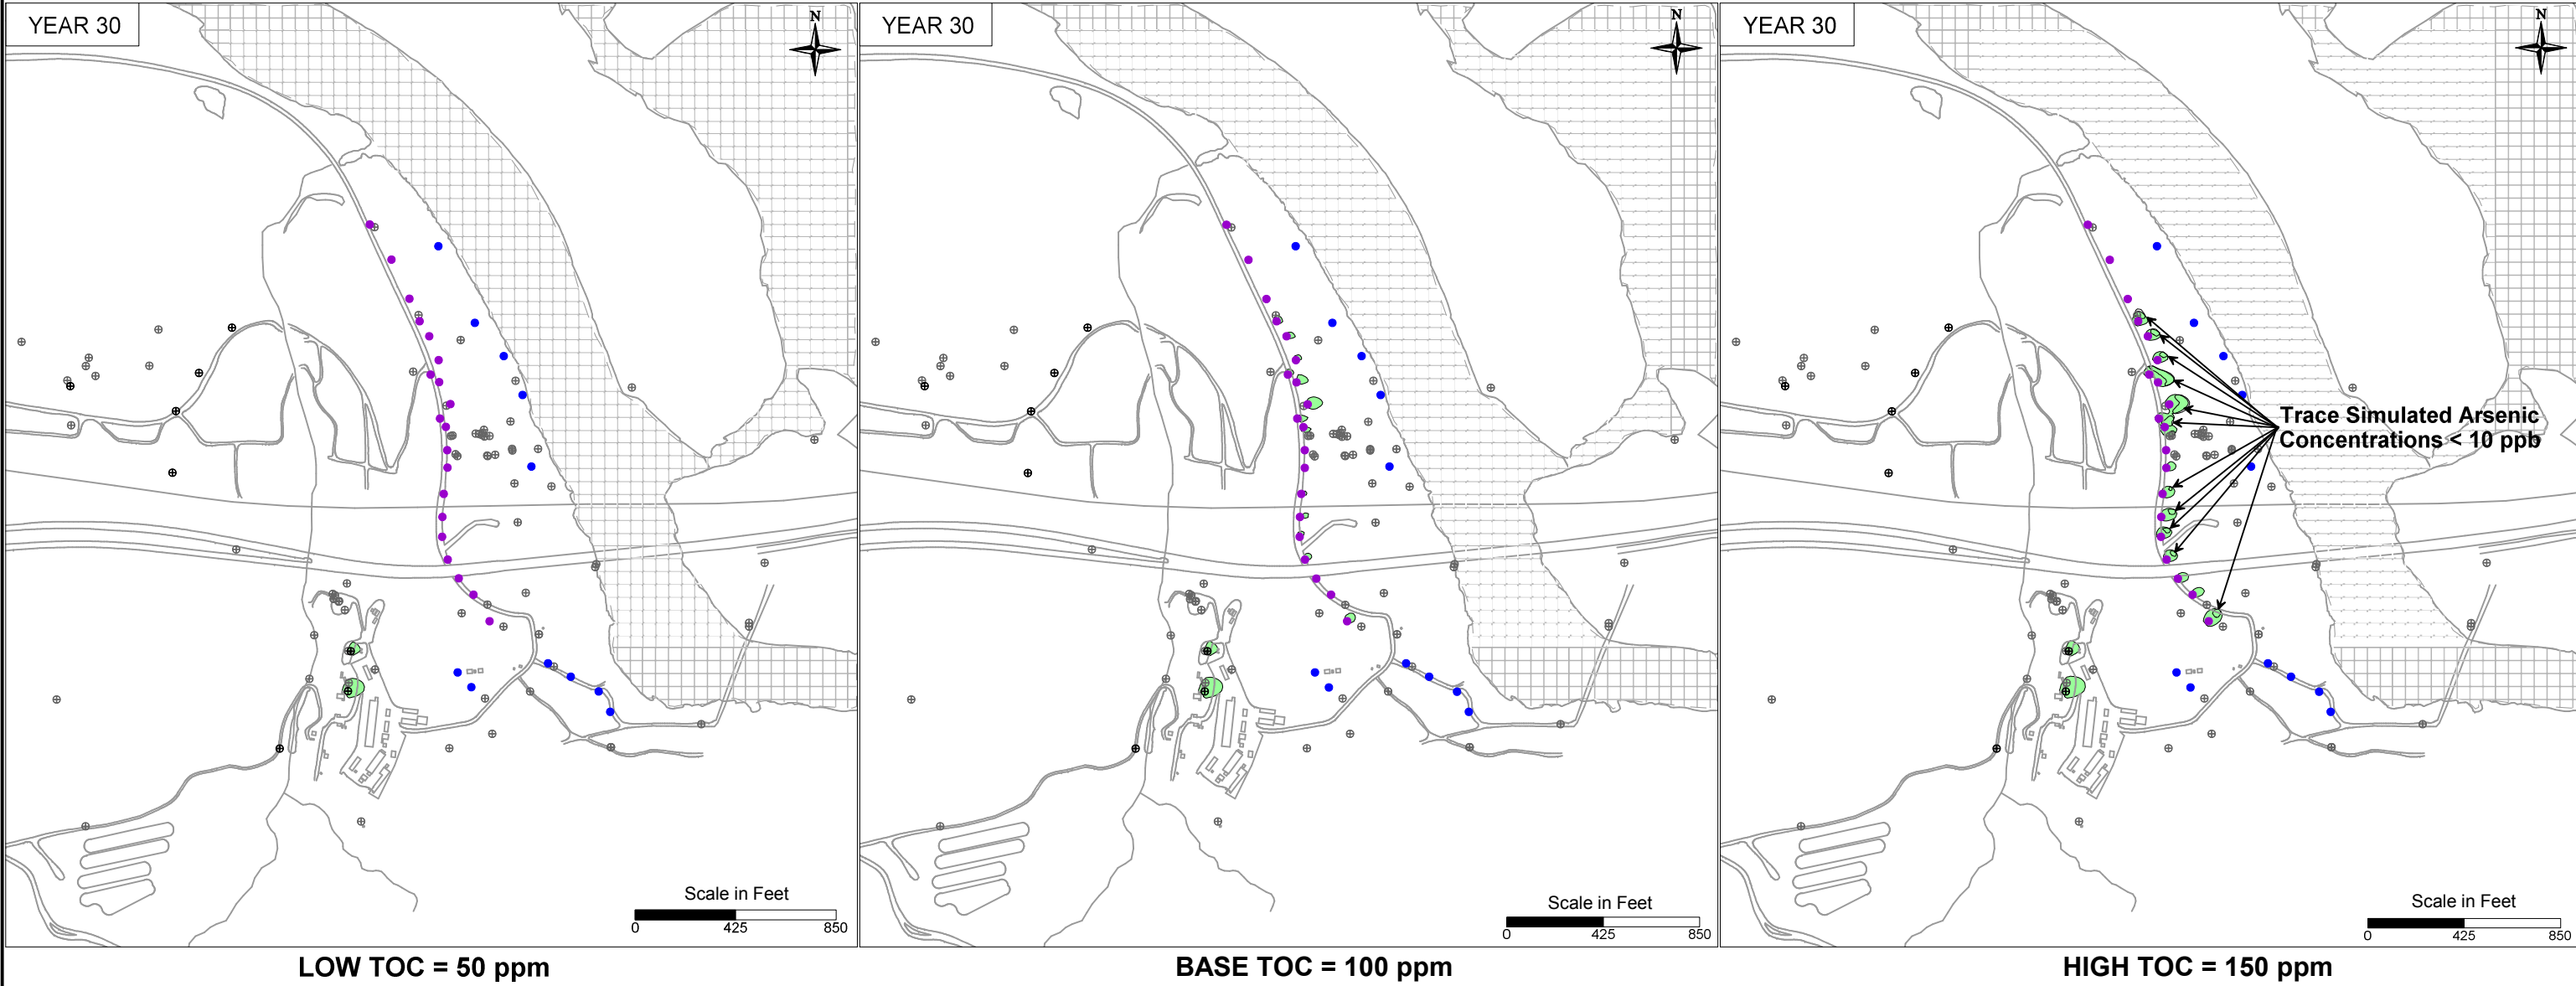 YEAR 30
N
Scale in Feet
0 425 850
LOW TOC = 50 ppm
YEAR 30
N
Scale in Feet
0 425 850
BASE TOC = 100 ppm
YEAR 30
N
Trace Simulated Arsenic
Concentrations < 10 ppb
Scale in Feet
0 425 850
HIGH TOC = 150 ppm